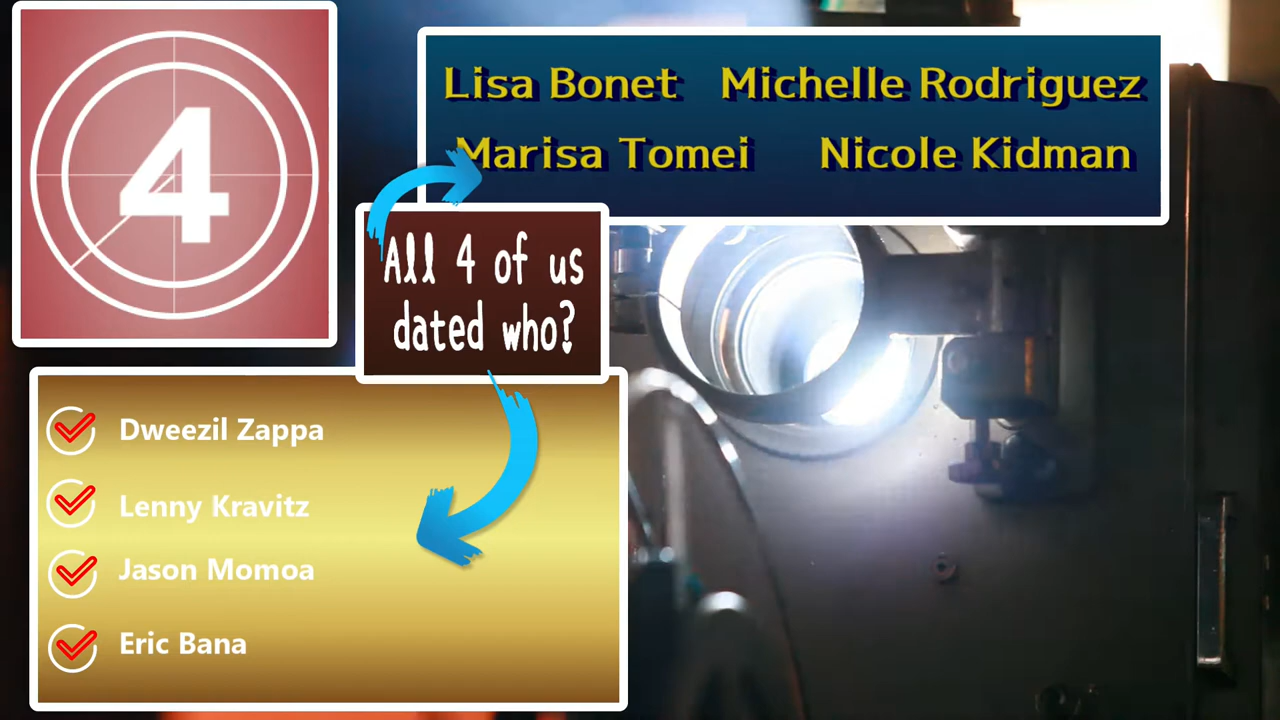 4
Lisa Bonet Michelle Rodriguez
Marisa Tomei Nicole Kidman
All 4 of us
dated who?
Dweezil Zappa
Lenny Kravitz
Jason Momoa
Eric Bana